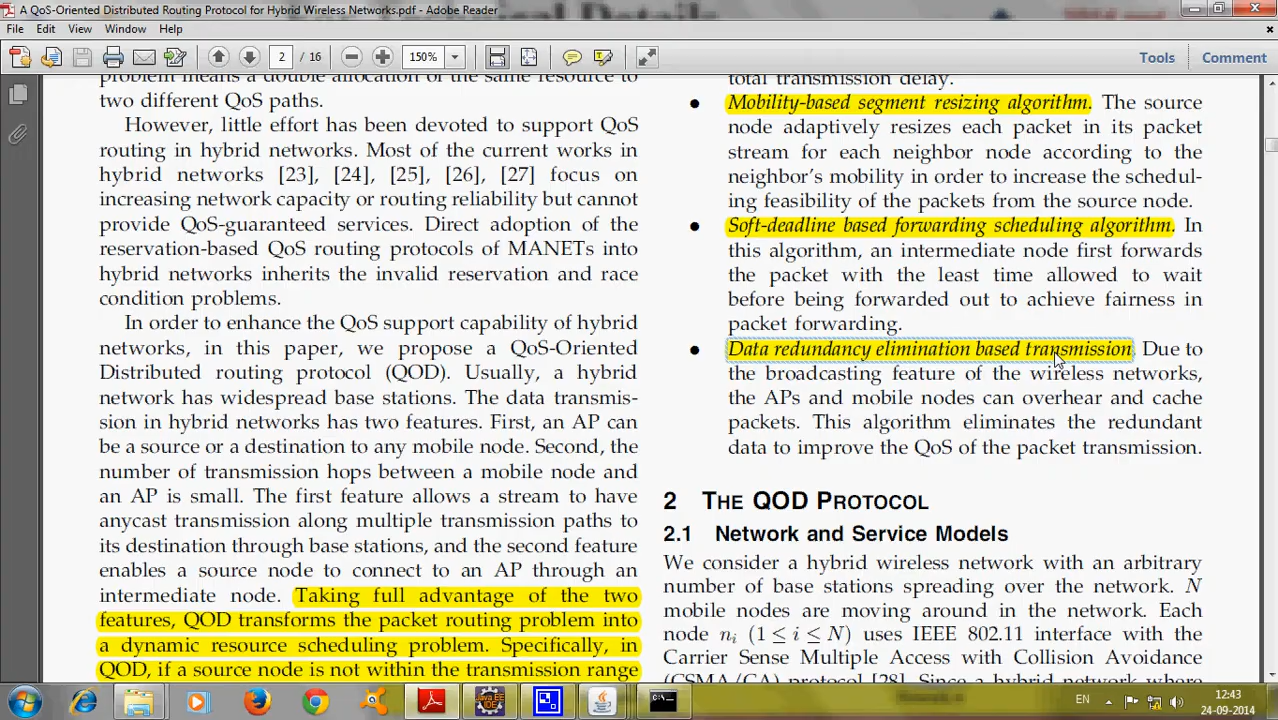 A QoS-Oriented Distributed Routing Protocol for Hybrid Wireless Networks.pdf - Adobe Reader
File Edit View Window Help
2 / 16 150% Tools Comment
problem means a double allocation of the same resource to
two different QoS paths.
However, little effort has been devoted to support QoS
routing in hybrid networks. Most of the current works in
hybrid networks [23], [24], [25], [26], [27] focus on
increasing network capacity or routing reliability but cannot
provide QoS-guaranteed services. Direct adoption of the
reservation-based QoS routing protocols of MANETs into
hybrid networks inherits the invalid reservation and race
condition problems.
In order to enhance the QoS support capability of hybrid
networks, in this paper, we propose a QoS-Oriented
Distributed routing protocol (QOD). Usually, a hybrid
network has widespread base stations. The data transmis-
sion in hybrid networks has two features. First, an AP can
be a source or a destination to any mobile node. Second, the
number of transmission hops between a mobile node and
an AP is small. The first feature allows a stream to have
anycast transmission along multiple transmission paths to
its destination through base stations, and the second feature
enables a source node to connect to an AP through an
intermediate node. Taking full advantage of the two
features, QOD transforms the packet routing problem into
a dynamic resource scheduling problem. Specifically, in
QOD, if a source node is not within the transmission range
total transmission delay.
• Mobility-based segment resizing algorithm. The source
node adaptively resizes each packet in its packet
stream for each neighbor node according to the
neighbor's mobility in order to increase the schedul-
ing feasibility of the packets from the source node.
• Soft-deadline based forwarding scheduling algorithm. In
this algorithm, an intermediate node first forwards
the packet with the least time allowed to wait
before being forwarded out to achieve fairness in
packet forwarding.
• Data redundancy elimination based transmission. Due to
the broadcasting feature of the wireless networks,
the APs and mobile nodes can overhear and cache
packets. This algorithm eliminates the redundant
data to improve the QoS of the packet transmission.
2 THE QOD PROTOCOL
2.1 Network and Service Models
We consider a hybrid wireless network with an arbitrary
number of base stations spreading over the network. N
mobile nodes are moving around in the network. Each
node nᵢ (1 ≤ i ≤ N) uses IEEE 802.11 interface with the
Carrier Sense Multiple Access with Collision Avoidance
(CSMA/CA) protocol [28]. Since a hybrid network where
EN 12:43
24-09-2014